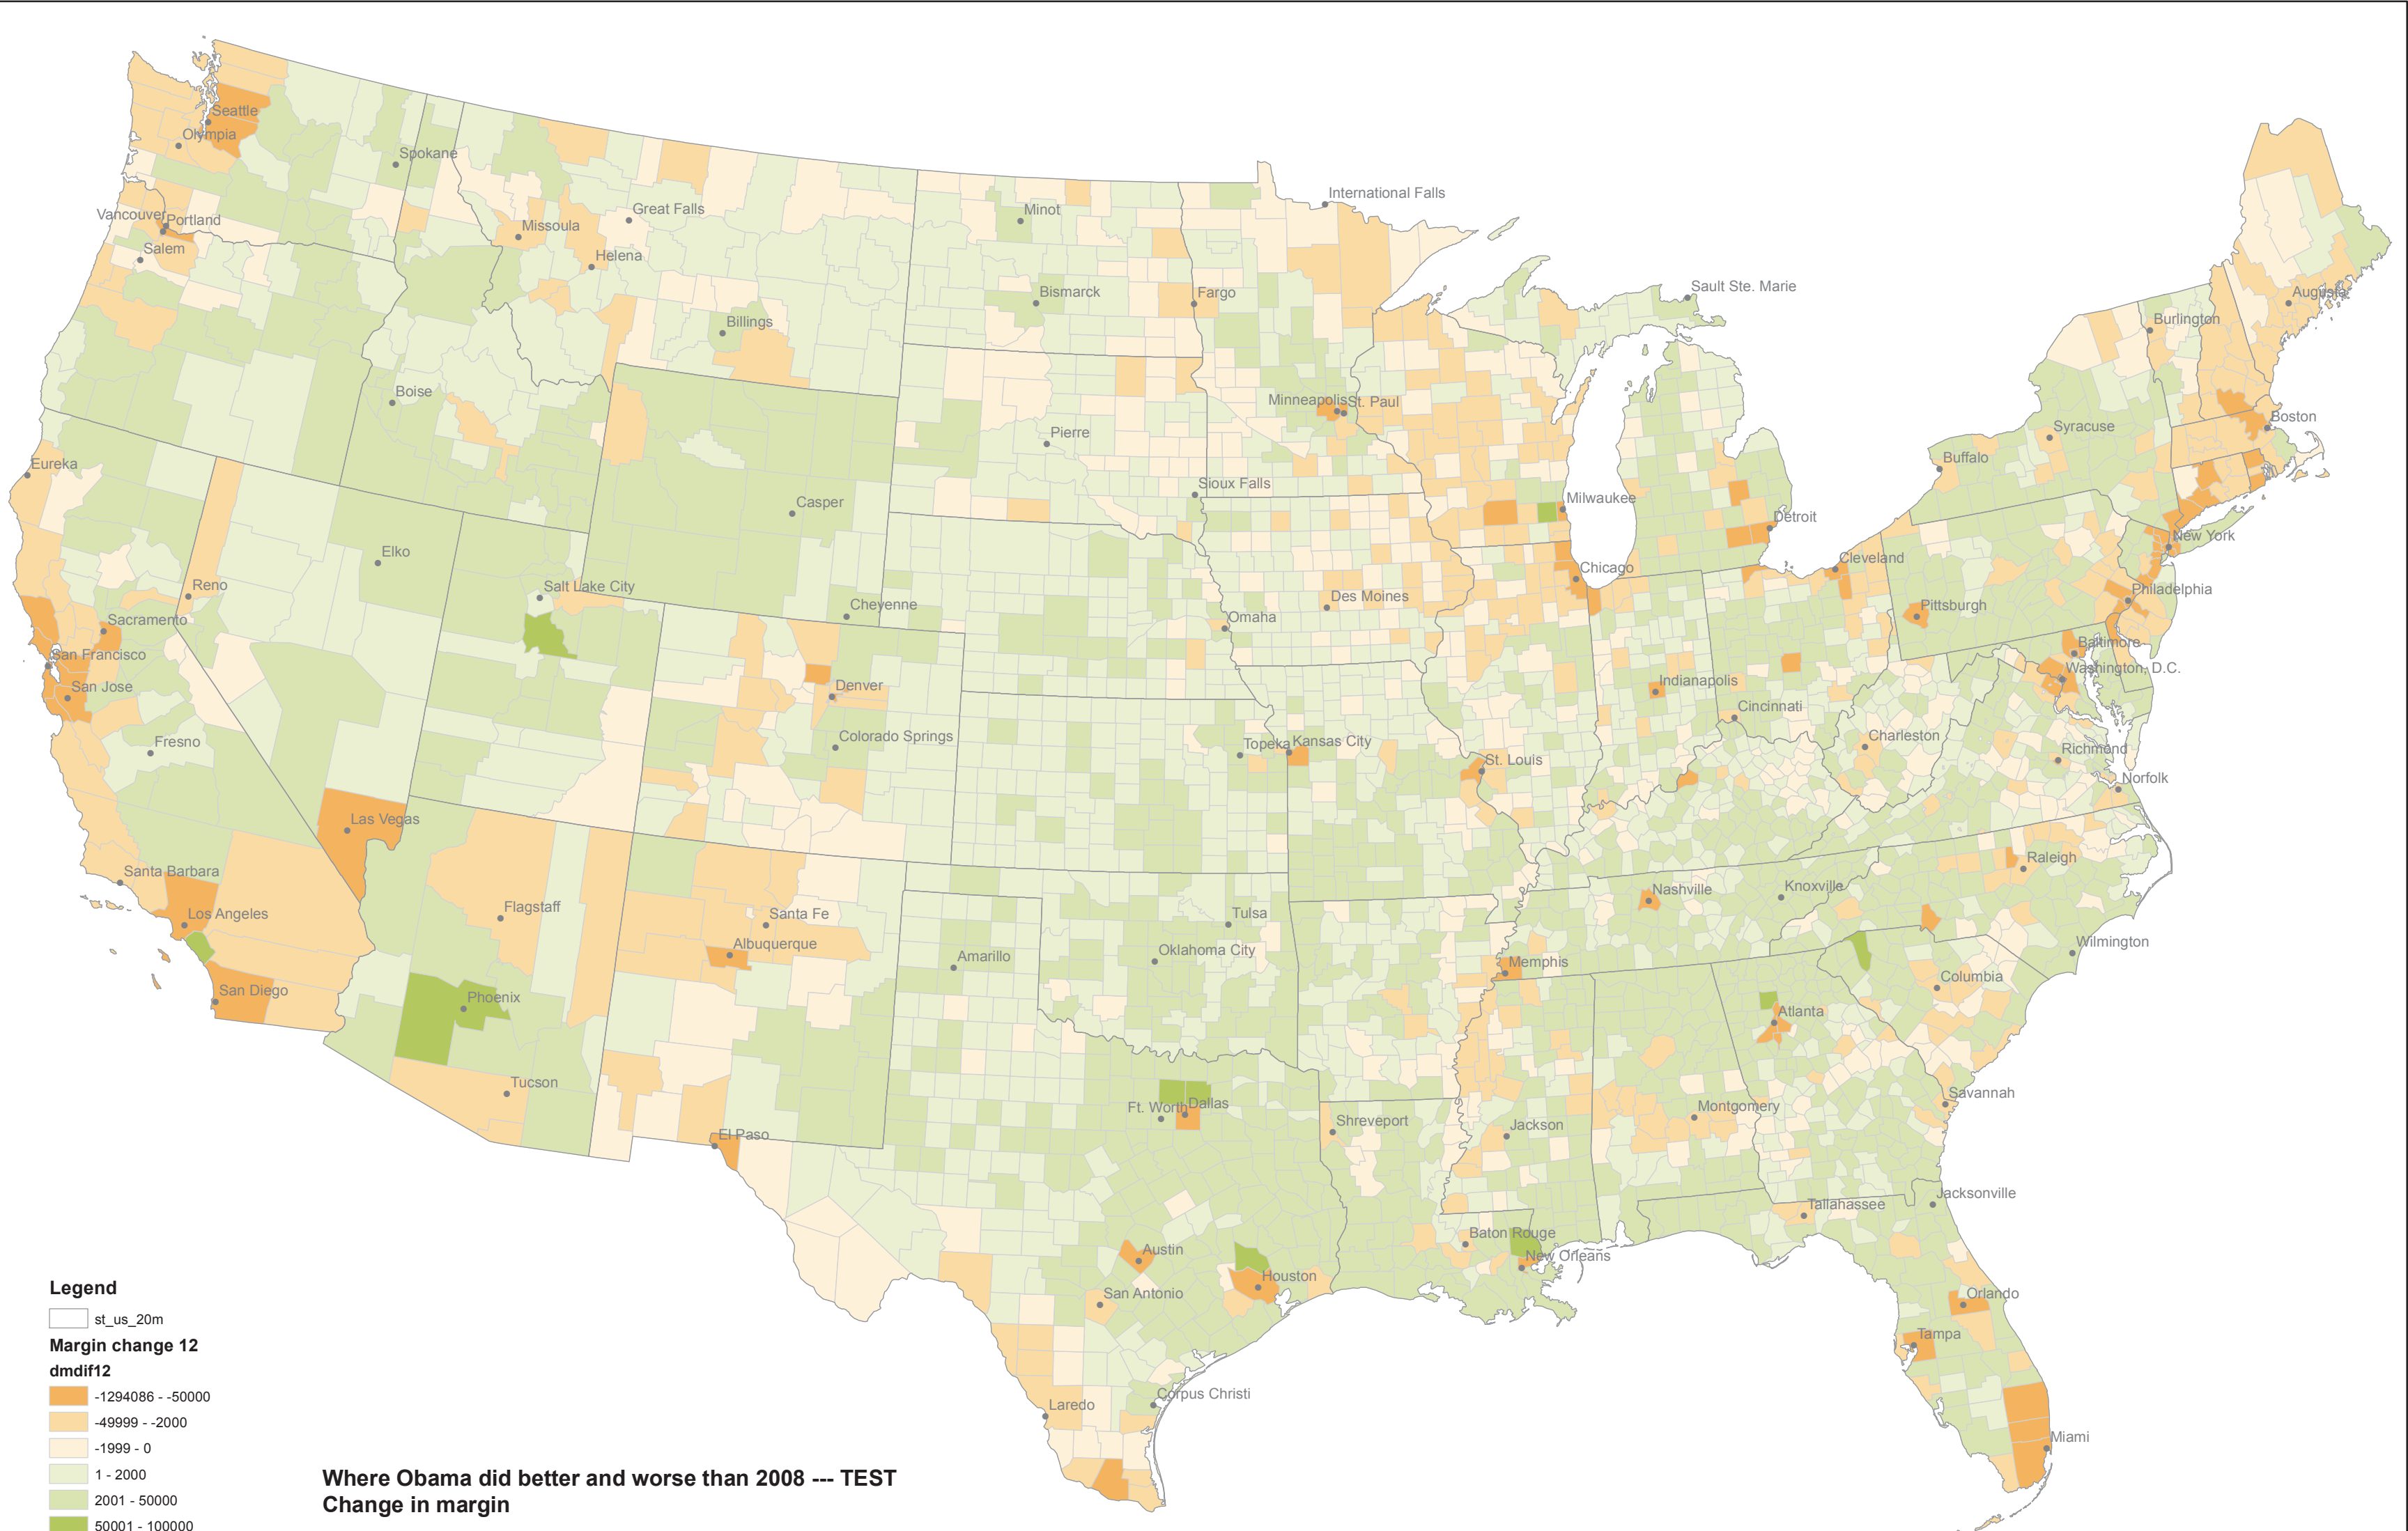 Seattle
Olympia
Spokane
Vancouver
Portland
Salem
Missoula
Great Falls
Helena
Billings
Minot
Bismarck
Fargo
International Falls
Sault Ste. Marie
Augusta
Burlington
Boston
Syracuse
Buffalo
Boise
Pierre
Minneapolis
St. Paul
Sioux Falls
Milwaukee
Detroit
Eureka
Casper
Elko
Reno
Salt Lake City
Cheyenne
Omaha
Des Moines
Chicago
Cleveland
New York
Philadelphia
Pittsburgh
Baltimore
Washington, D.C.
Sacramento
San Francisco
San Jose
Fresno
Denver
Colorado Springs
Topeka
Kansas City
St. Louis
Indianapolis
Cincinnati
Charleston
Richmond
Norfolk
Las Vegas
Santa Barbara
Los Angeles
San Diego
Flagstaff
Phoenix
Tucson
Santa Fe
Albuquerque
El Paso
Amarillo
Tulsa
Oklahoma City
Nashville
Knoxville
Raleigh
Wilmington
Memphis
Columbia
Atlanta
Savannah
Ft. Worth
Dallas
Shreveport
Jackson
Montgomery
Tallahassee
Jacksonville
Austin
Houston
San Antonio
Baton Rouge
New Orleans
Orlando
Tampa
Miami
Laredo
Corpus Christi
Legend
st_us_20m
Margin change 12
dmdif12
-1294086 - -50000
-49999 - -2000
-1999 - 0
1 - 2000
2001 - 50000
50001 - 100000
Where Obama did better and worse than 2008 --- TEST
Change in margin